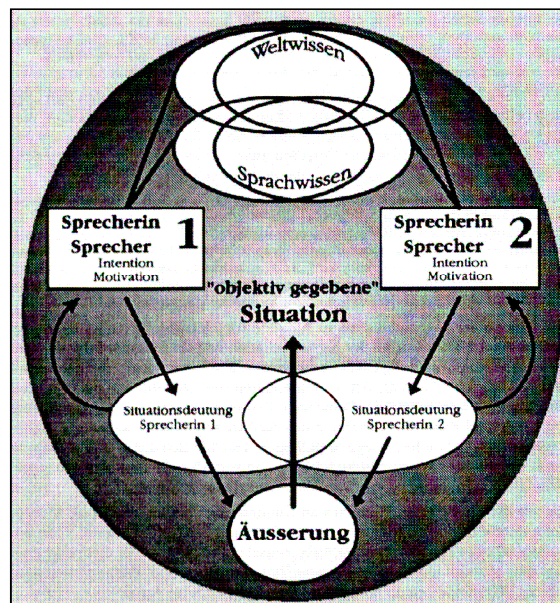 Weltwissen
Sprachwissen
Sprecherin
Sprecher
1
Intention
Motivation
Sprecherin
Sprecher
2
Intention
Motivation
"objektiv gegebene"
Situation
Situationsdeutung
Sprecherin 1
Situationsdeutung
Sprecherin 2
Äusserung